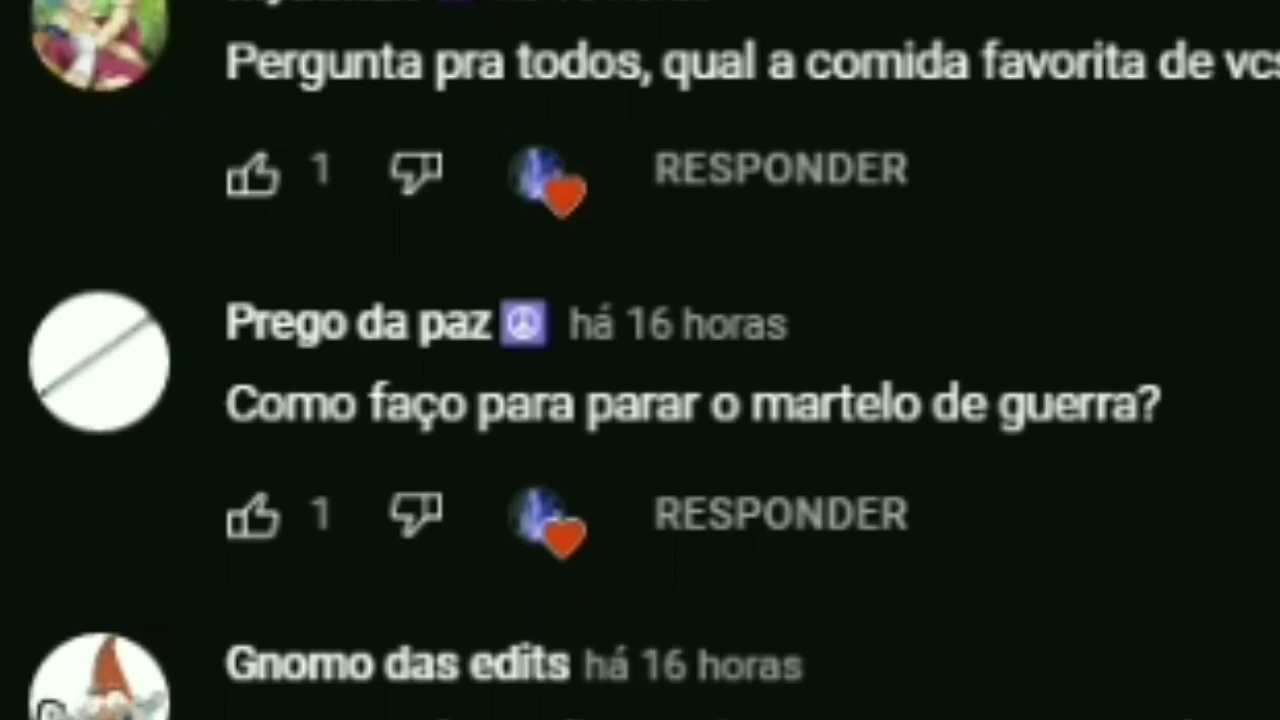 Pergunta pra todos, qual a comida favorita de vcs
1
RESPONDER
Prego da paz ☮ há 16 horas
Como faço para parar o martelo de guerra?
1
RESPONDER
Gnomo das edits há 16 horas